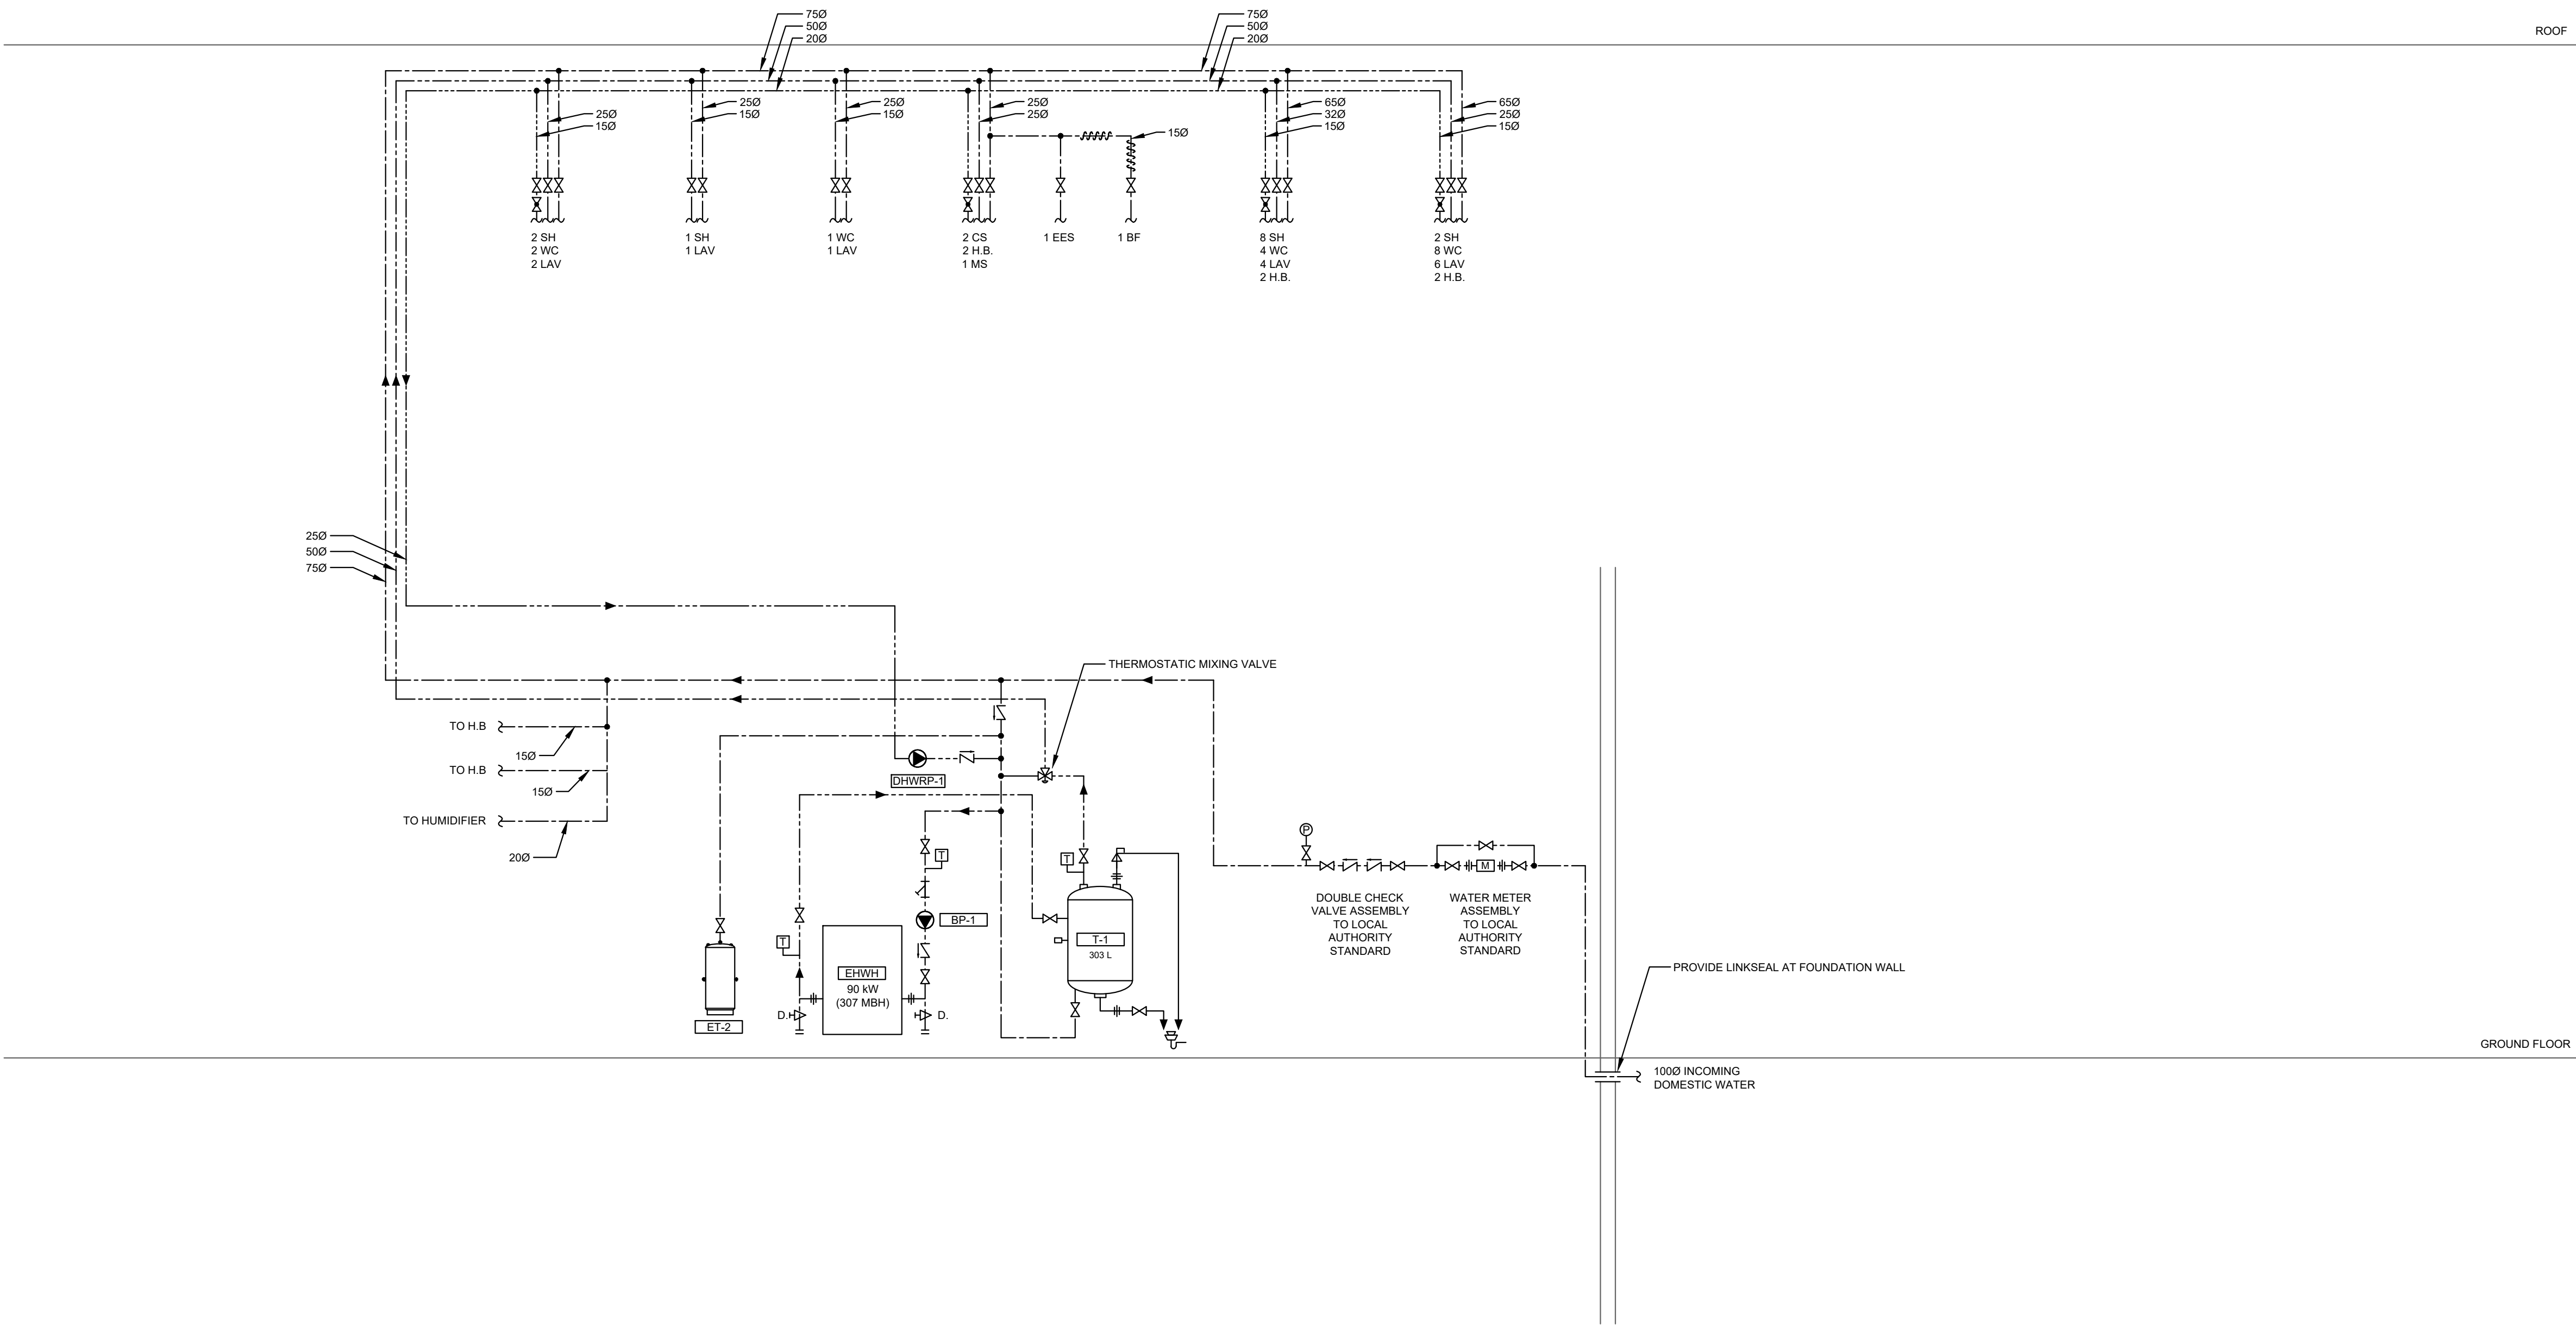 75Ø
50Ø
20Ø
75Ø
50Ø
20Ø
ROOF
25Ø
15Ø
25Ø
15Ø
25Ø
15Ø
25Ø
25Ø
15Ø
65Ø
32Ø
15Ø
65Ø
25Ø
15Ø
2 SH
2 WC
2 LAV
1 SH
1 LAV
1 WC
1 LAV
2 CS
2 H.B.
1 MS
1 EES
1 BF
8 SH
4 WC
4 LAV
2 H.B.
2 SH
8 WC
6 LAV
2 H.B.
25Ø
50Ø
75Ø
THERMOSTATIC MIXING VALVE
TO H.B
15Ø
TO H.B
15Ø
TO HUMIDIFIER
20Ø
DHWRP-1
T
T
T
BP-1
EHWH
90 kW
(307 MBH)
D.
D.
ET-2
T-1
303 L
P
M
DOUBLE CHECK
VALVE ASSEMBLY
TO LOCAL
AUTHORITY
STANDARD
WATER METER
ASSEMBLY
TO LOCAL
AUTHORITY
STANDARD
PROVIDE LINKSEAL AT FOUNDATION WALL
GROUND FLOOR
100Ø INCOMING
DOMESTIC WATER